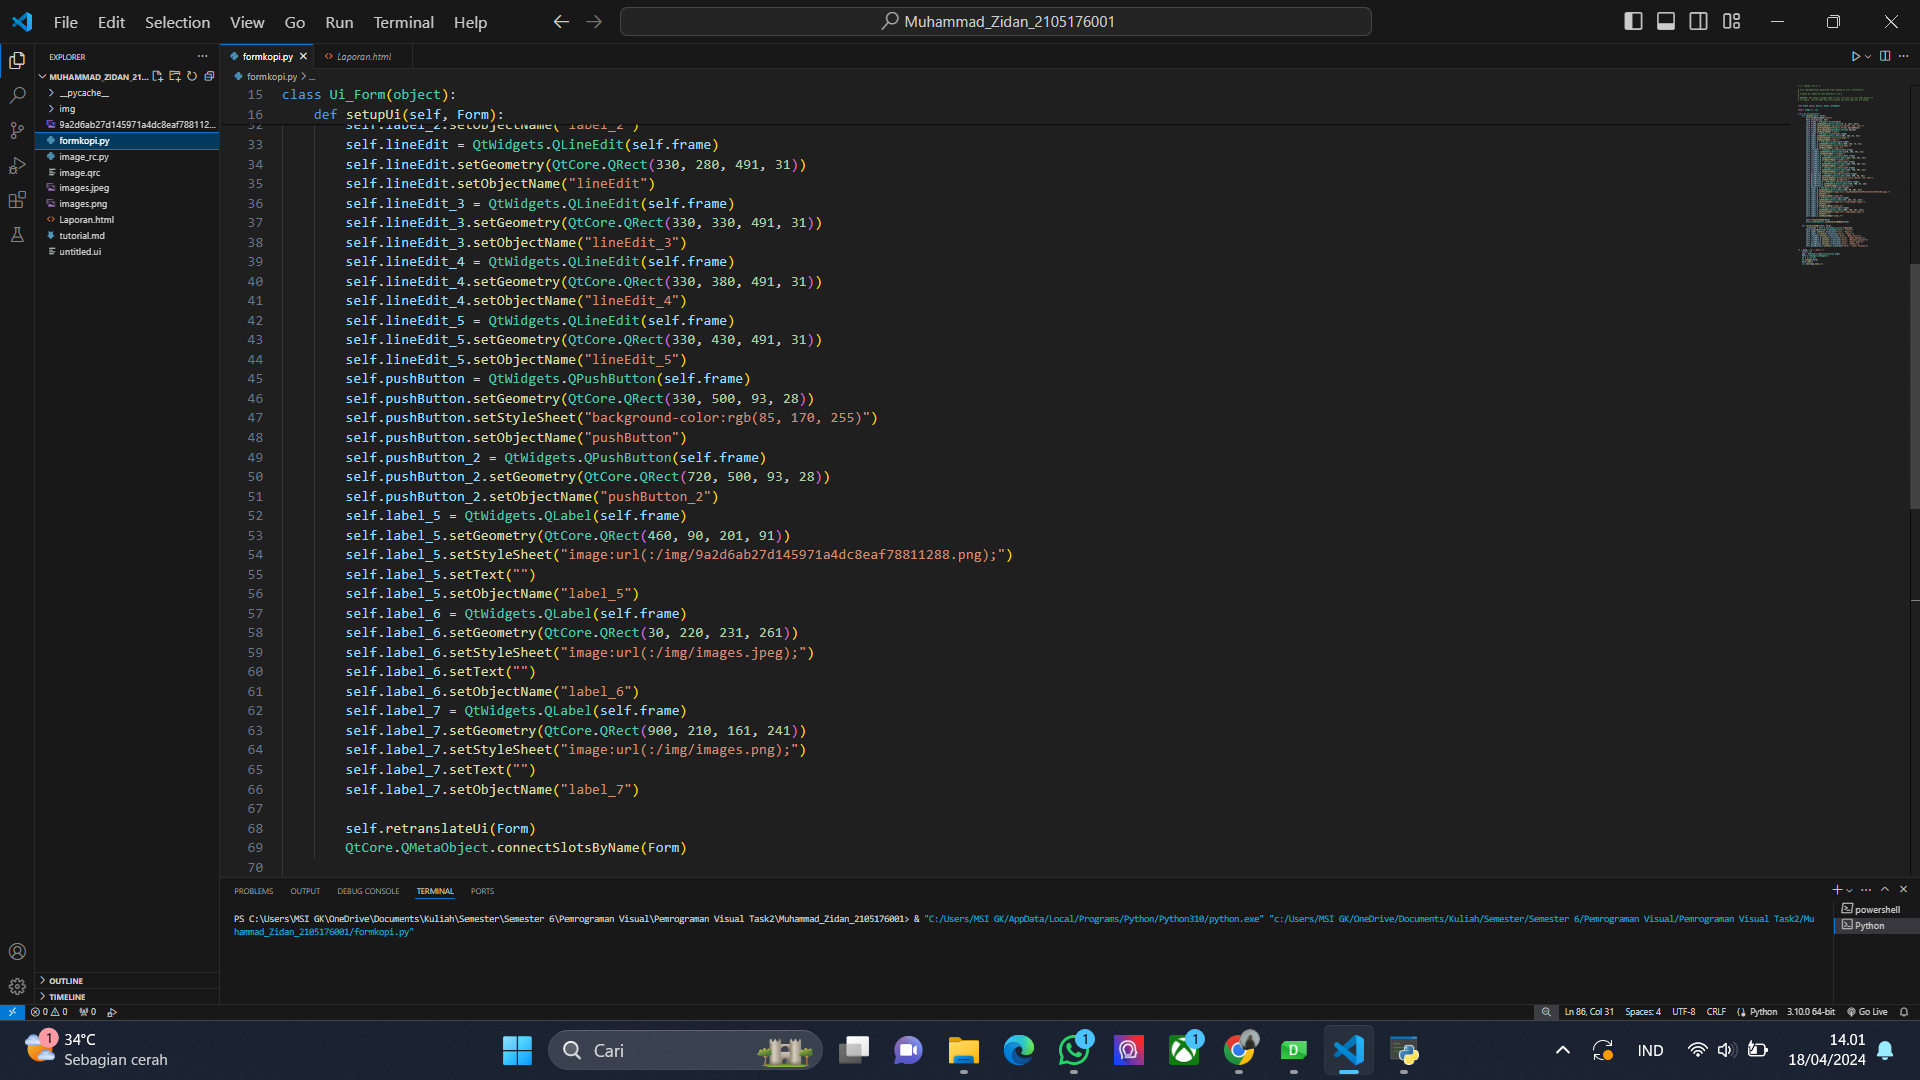 File Edit Selection View Go Run Terminal Help
Muhammad_Zidan_2105176001
EXPLORER
MUHAMMAD_ZIDAN_21...
__pycache__
img
9a2d6ab27d145971a4dc8eaf788112...
formkopi.py
image_rc.py
image.qrc
images.jpeg
images.png
Laporan.html
tutorial.md
untitled.ui
OUTLINE
TIMELINE
formkopi.py
Laporan.html
formkopi.py > ...
15 class Ui_Form(object):
16 def setupUi(self, Form):
32 self.label_2.setObjectName("label_2")
33 self.lineEdit = QtWidgets.QLineEdit(self.frame)
34 self.lineEdit.setGeometry(QtCore.QRect(330, 280, 491, 31))
35 self.lineEdit.setObjectName("lineEdit")
36 self.lineEdit_3 = QtWidgets.QLineEdit(self.frame)
37 self.lineEdit_3.setGeometry(QtCore.QRect(330, 330, 491, 31))
38 self.lineEdit_3.setObjectName("lineEdit_3")
39 self.lineEdit_4 = QtWidgets.QLineEdit(self.frame)
40 self.lineEdit_4.setGeometry(QtCore.QRect(330, 380, 491, 31))
41 self.lineEdit_4.setObjectName("lineEdit_4")
42 self.lineEdit_5 = QtWidgets.QLineEdit(self.frame)
43 self.lineEdit_5.setGeometry(QtCore.QRect(330, 430, 491, 31))
44 self.lineEdit_5.setObjectName("lineEdit_5")
45 self.pushButton = QtWidgets.QPushButton(self.frame)
46 self.pushButton.setGeometry(QtCore.QRect(330, 500, 93, 28))
47 self.pushButton.setStyleSheet("background-color:rgb(85, 170, 255)")
48 self.pushButton.setObjectName("pushButton")
49 self.pushButton_2 = QtWidgets.QPushButton(self.frame)
50 self.pushButton_2.setGeometry(QtCore.QRect(720, 500, 93, 28))
51 self.pushButton_2.setObjectName("pushButton_2")
52 self.label_5 = QtWidgets.QLabel(self.frame)
53 self.label_5.setGeometry(QtCore.QRect(460, 90, 201, 91))
54 self.label_5.setStyleSheet("image:url(:/img/9a2d6ab27d145971a4dc8eaf78811288.png);")
55 self.label_5.setText("")
56 self.label_5.setObjectName("label_5")
57 self.label_6 = QtWidgets.QLabel(self.frame)
58 self.label_6.setGeometry(QtCore.QRect(30, 220, 231, 261))
59 self.label_6.setStyleSheet("image:url(:/img/images.jpeg);")
60 self.label_6.setText("")
61 self.label_6.setObjectName("label_6")
62 self.label_7 = QtWidgets.QLabel(self.frame)
63 self.label_7.setGeometry(QtCore.QRect(900, 210, 161, 241))
64 self.label_7.setStyleSheet("image:url(:/img/images.png);")
65 self.label_7.setText("")
66 self.label_7.setObjectName("label_7")
67
68 self.retranslateUi(Form)
69 QtCore.QMetaObject.connectSlotsByName(Form)
70
PROBLEMS OUTPUT DEBUG CONSOLE TERMINAL PORTS
PS C:\Users\MSI GK\OneDrive\Documents\Kuliah\Semester\Semester 6\Pemrograman Visual\Pemrograman Visual Task2\Muhammad_Zidan_2105176001> & "C:/Users/MSI GK/AppData/Local/Programs/Python/Python310/python.exe" "c:/Users/MSI GK/OneDrive/Documents/Kuliah/Semester/Semester 6/Pemrograman Visual/Pemrograman Visual Task2/Mu
hammad_Zidan_2105176001/formkopi.py"
powershell
Python
0 0 0
Ln 86, Col 31 Spaces: 4 UTF-8 CRLF Python 3.10.0 64-bit Go Live
1
34°C
Sebagian cerah
Cari
1
1
D
IND
14.01
18/04/2024